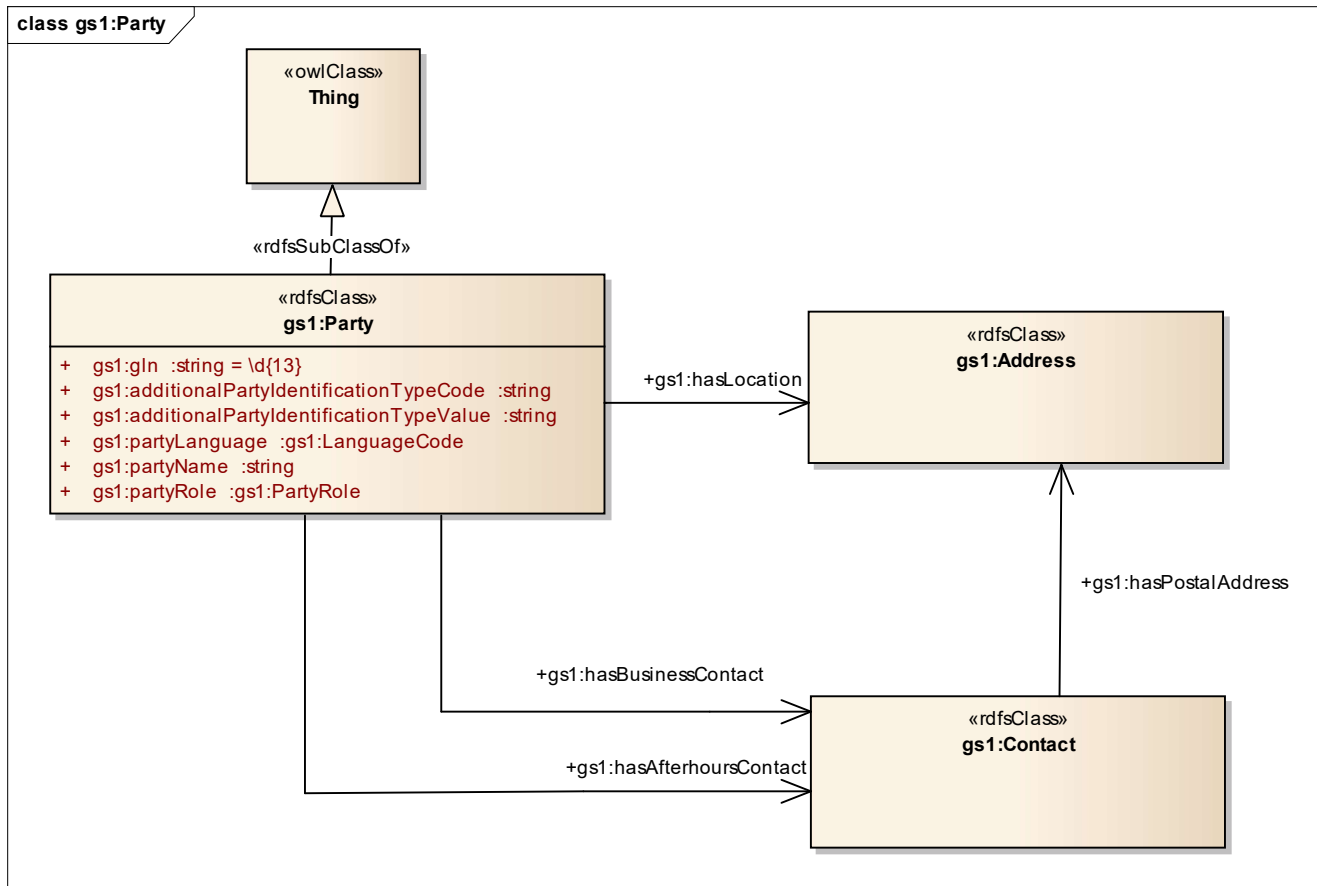 class gs1:Party
«owlClass»
Thing
«rdfsSubClassOf»
«rdfsClass»
gs1:Party
+ gs1:gln :string = \d{13}
+ gs1:additionalPartyIdentificationTypeCode :string
+ gs1:additionalPartyIdentificationTypeValue :string
+ gs1:partyLanguage :gs1:LanguageCode
+ gs1:partyName :string
+ gs1:partyRole :gs1:PartyRole
+gs1:hasLocation
«rdfsClass»
gs1:Address
+gs1:hasPostalAddress
+gs1:hasBusinessContact
+gs1:hasAfterhoursContact
«rdfsClass»
gs1:Contact